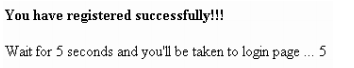 You have registered successfully!!!
Wait for 5 seconds and you'll be taken to login page ... 5